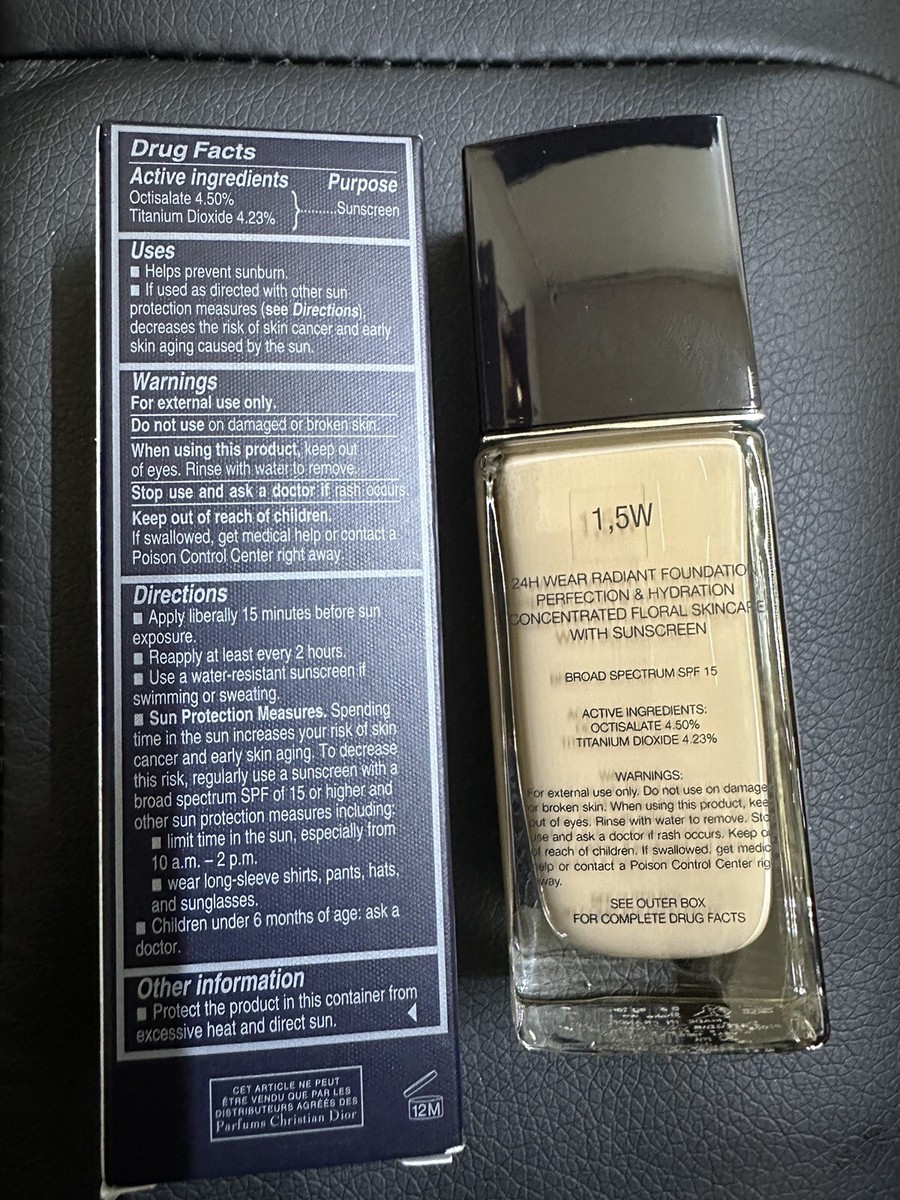 Drug Facts
Active ingredients Purpose
Octisalate 4.50%
Titanium Dioxide 4.23% ..........Sunscreen
Uses
■ Helps prevent sunburn.
■ If used as directed with other sun
protection measures (see Directions),
decreases the risk of skin cancer and early
skin aging caused by the sun.
Warnings
For external use only.
Do not use on damaged or broken skin.
When using this product, keep out
of eyes. Rinse with water to remove.
Stop use and ask a doctor if rash occurs.
Keep out of reach of children.
If swallowed, get medical help or contact a
Poison Control Center right away.
Directions
■ Apply liberally 15 minutes before sun
exposure.
■ Reapply at least every 2 hours.
■ Use a water-resistant sunscreen if
swimming or sweating.
■ Sun Protection Measures. Spending
time in the sun increases your risk of skin
cancer and early skin aging. To decrease
this risk, regularly use a sunscreen with a
broad spectrum SPF of 15 or higher and
other sun protection measures including:
■ limit time in the sun, especially from
10 a.m. – 2 p.m.
■ wear long-sleeve shirts, pants, hats,
and sunglasses.
■ Children under 6 months of age: ask a
doctor.
Other information
■ Protect the product in this container from
excessive heat and direct sun.
CET ARTICLE NE PEUT
ÊTRE VENDU QUE PAR LES
DISTRIBUTEURS AGRÉÉS DES
Parfums Christian Dior
12M
1,5W
24H WEAR RADIANT FOUNDATIO
PERFECTION & HYDRATION
CONCENTRATED FLORAL SKINCARE
WITH SUNSCREEN
BROAD SPECTRUM SPF 15
ACTIVE INGREDIENTS:
OCTISALATE 4.50%
TITANIUM DIOXIDE 4.23%
WARNINGS:
For external use only. Do not use on damage
or broken skin. When using this product, kee
out of eyes. Rinse with water to remove. Sto
use and ask a doctor if rash occurs. Keep o
of reach of children. If swallowed, get medic
help or contact a Poison Control Center rig
way.
SEE OUTER BOX
FOR COMPLETE DRUG FACTS